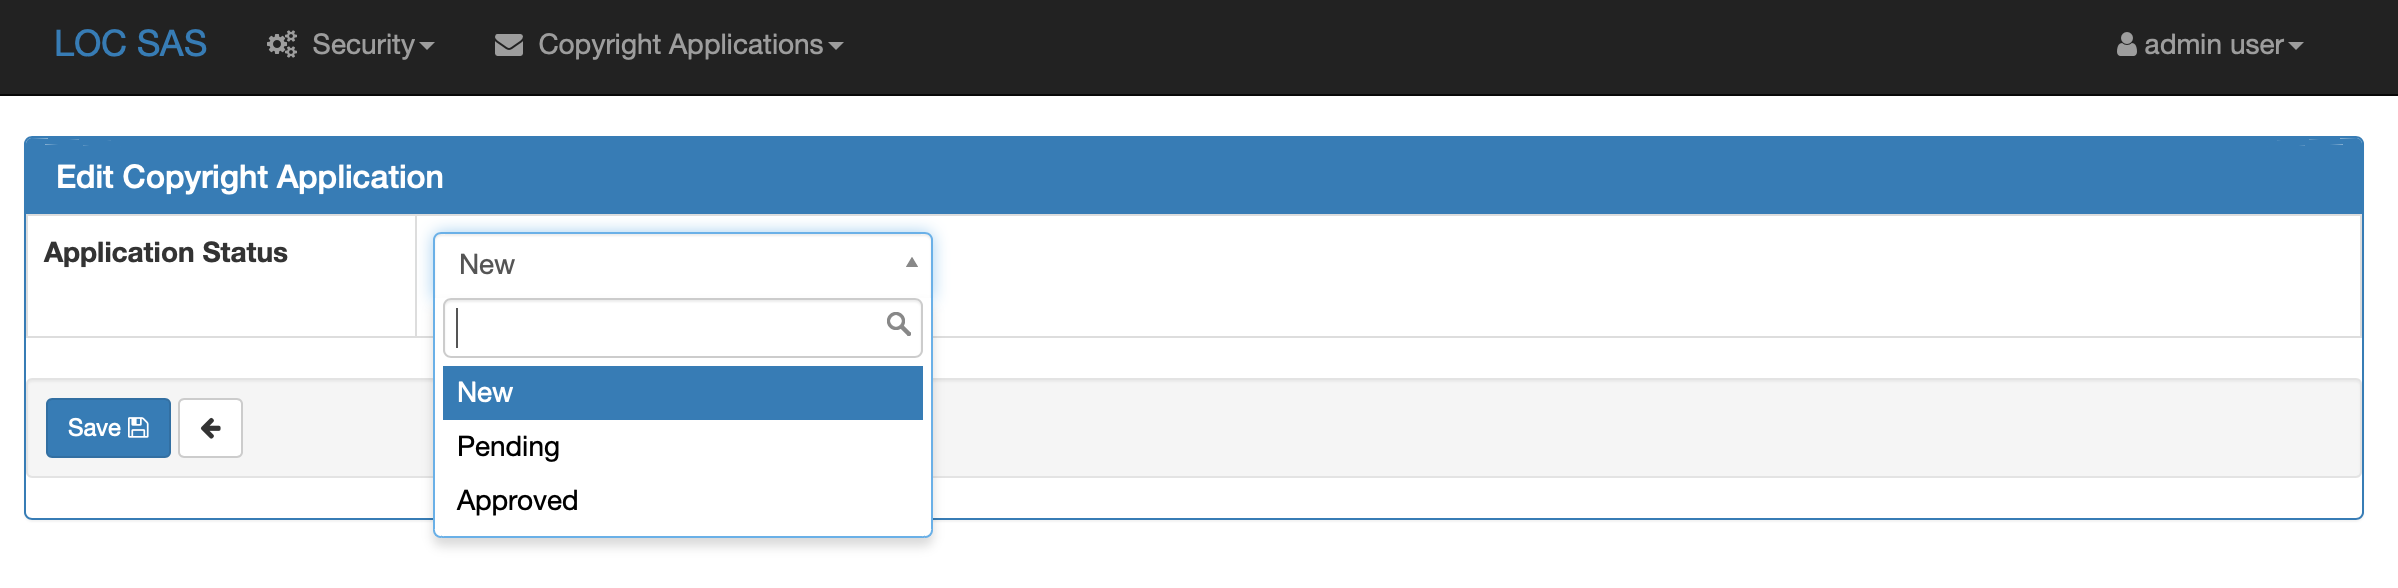 LOC SAS Security Copyright Applications admin user
Edit Copyright Application
Application Status
New
New
Pending
Approved
Save